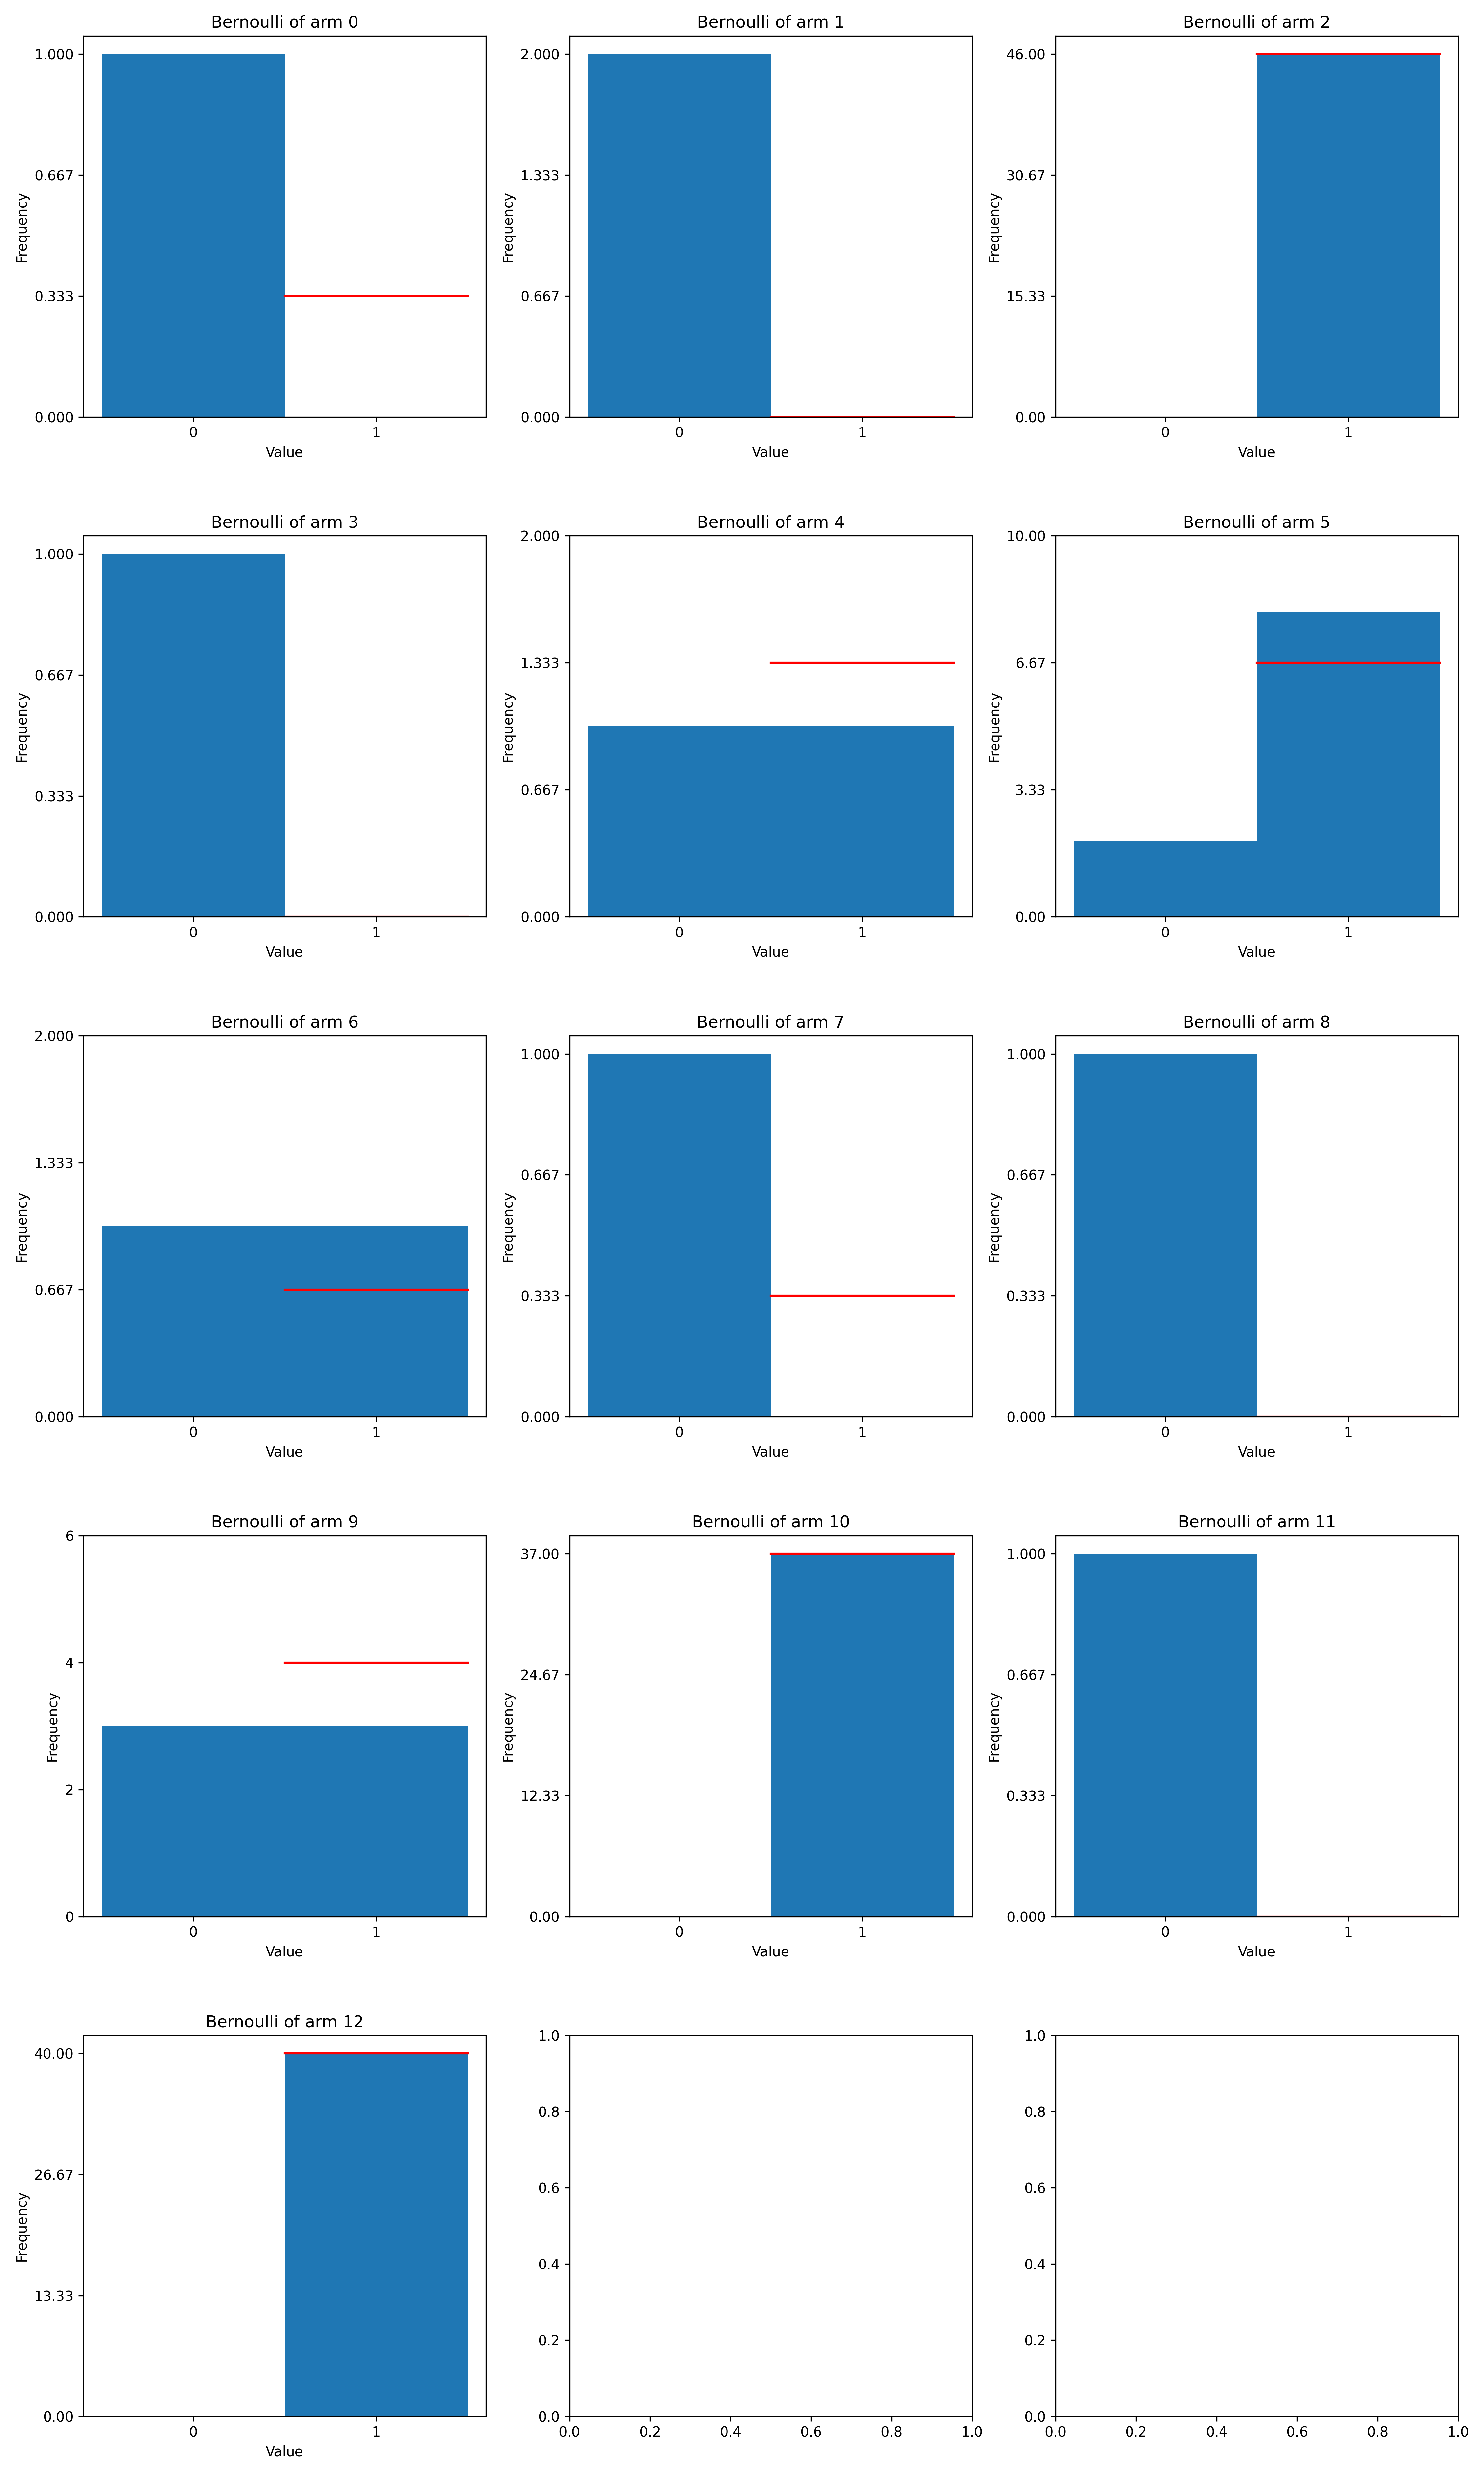 Bernoulli of arm 0
1.000
0.667
0.333
0.000
Frequency
0 1
Value
Bernoulli of arm 1
2.000
1.333
0.667
0.000
Frequency
0 1
Value
Bernoulli of arm 2
46.00
30.67
15.33
0.00
Frequency
0 1
Value
Bernoulli of arm 3
1.000
0.667
0.333
0.000
Frequency
0 1
Value
Bernoulli of arm 4
2.000
1.333
0.667
0.000
Frequency
0 1
Value
Bernoulli of arm 5
10.00
6.67
3.33
0.00
Frequency
0 1
Value
Bernoulli of arm 6
2.000
1.333
0.667
0.000
Frequency
0 1
Value
Bernoulli of arm 7
1.000
0.667
0.333
0.000
Frequency
0 1
Value
Bernoulli of arm 8
1.000
0.667
0.333
0.000
Frequency
0 1
Value
Bernoulli of arm 9
6
4
2
0
Frequency
0 1
Value
Bernoulli of arm 10
37.00
24.67
12.33
0.00
Frequency
0 1
Value
Bernoulli of arm 11
1.000
0.667
0.333
0.000
Frequency
0 1
Value
Bernoulli of arm 12
40.00
26.67
13.33
0.00
Frequency
0 1
Value
1.0
0.8
0.6
0.4
0.2
0.0
0.0 0.2 0.4 0.6 0.8 1.0
1.0
0.8
0.6
0.4
0.2
0.0
0.0 0.2 0.4 0.6 0.8 1.0